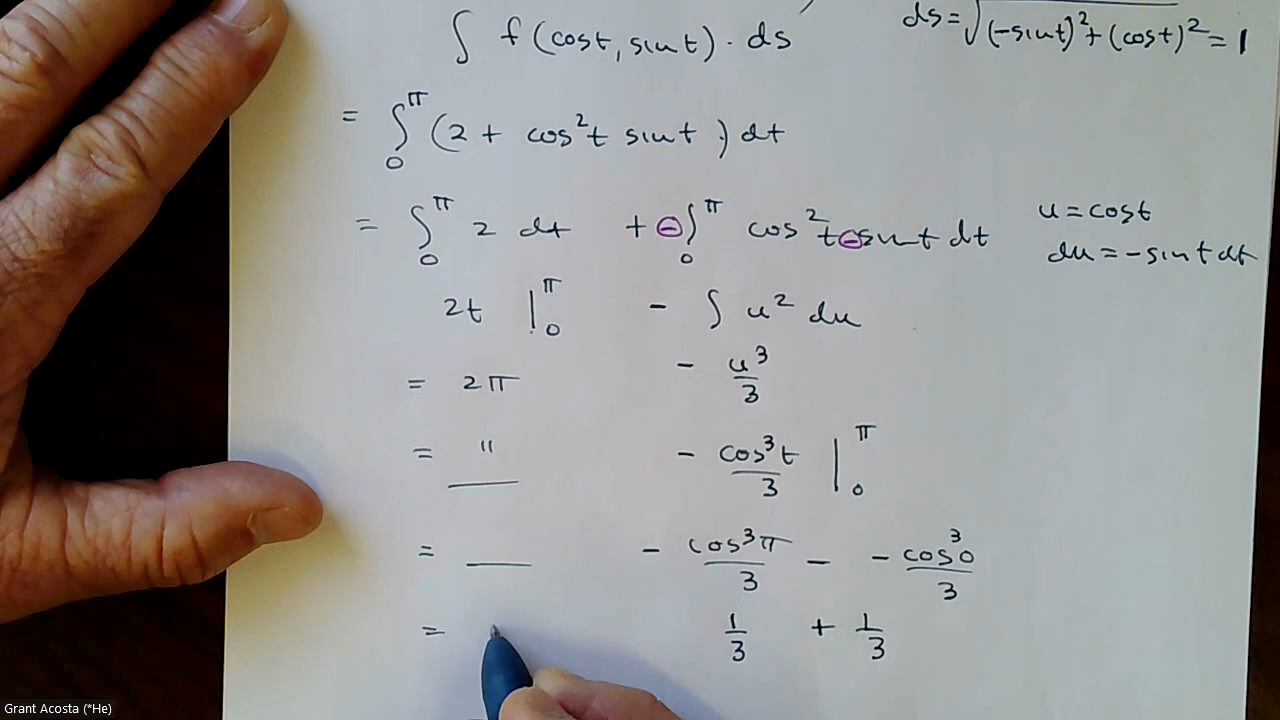 ∫ f(cost, sint) · ds    ds = √(-sint)² + (cost)² = 1
= ∫₀^π (2 + cos²t sint) dt
= ∫₀^π 2 dt + ⊖ ∫₀^π cos²t ⊖ sint dt    u = cost
du = -sint dt
2t |₀^π - ∫ u² du
= 2π - u³/3
= " - cos³t/3 |₀^π
= __ - cos³π/3 - - cos³0/3
= 1/3 + 1/3
Grant Acosta (*He)